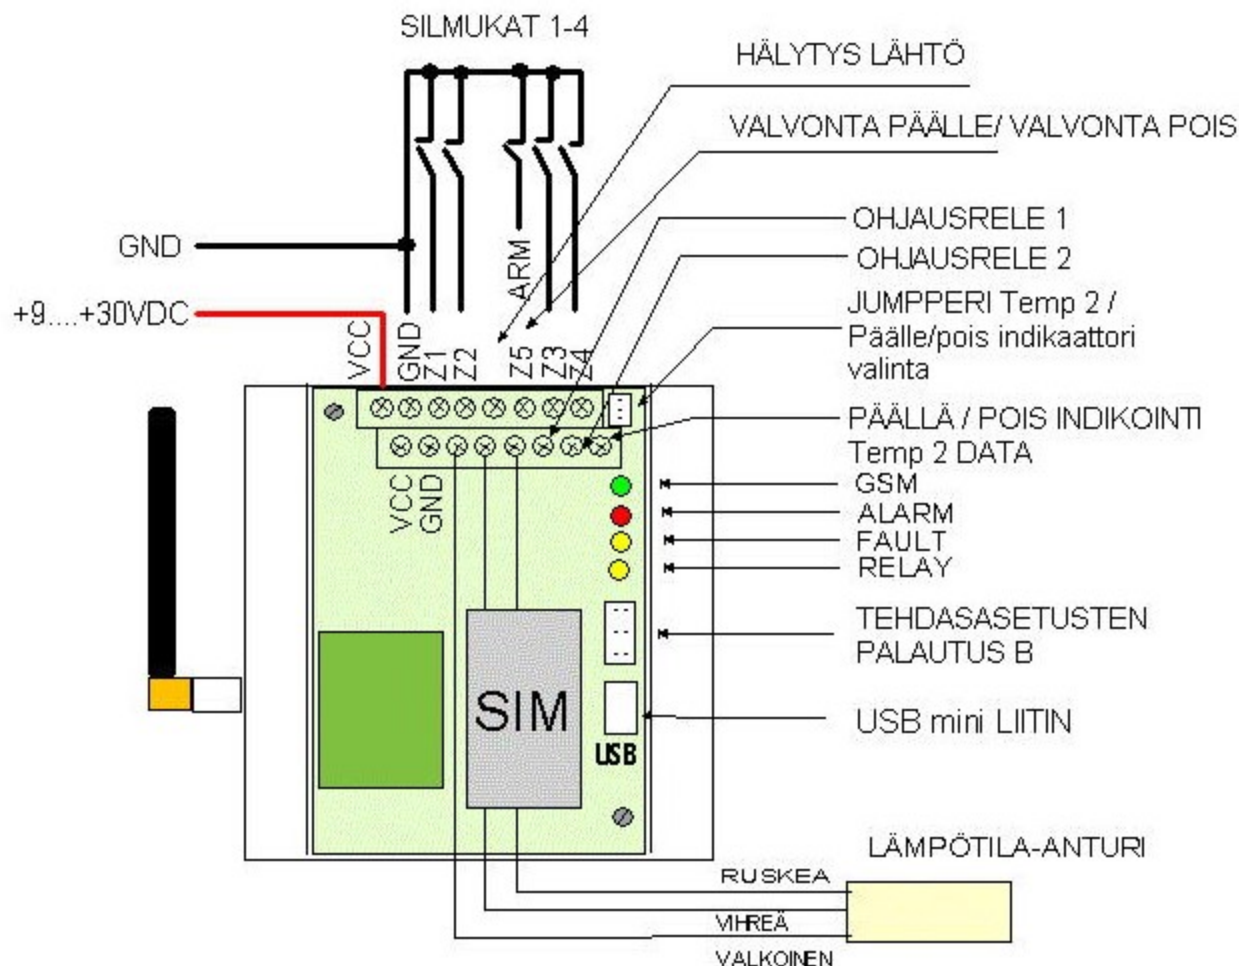 SILMUKAT 1-4
HÄLYTYS LÄHTÖ
VALVONTA PÄÄLLE/ VALVONTA POIS
OHJAUSRELE 1
OHJAUSRELE 2
GND
ARM
+9....+30VDC
JUMPPERI Temp 2 /
Päälle/pois indikaattori
valinta
VCC
GND
Z1
Z2
Z5
Z3
Z4
PÄÄLLÄ / POIS INDIKOINTI
Temp 2 DATA
VCC
GND
GSM
ALARM
FAULT
RELAY
TEHDASASETUSTEN
PALAUTUS B
SIM
USB mini LIITIN
USB
LÄMPÖTILA-ANTURI
RUSKEA
VIHREÄ
VALKOINEN